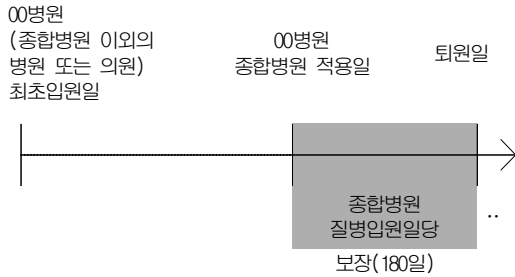 00병원
(종합병원 이외의
병원 또는 의원)
최초입원일
00병원
종합병원 적용일
퇴원일
종합병원
질병입원일당
..
보장(180일)